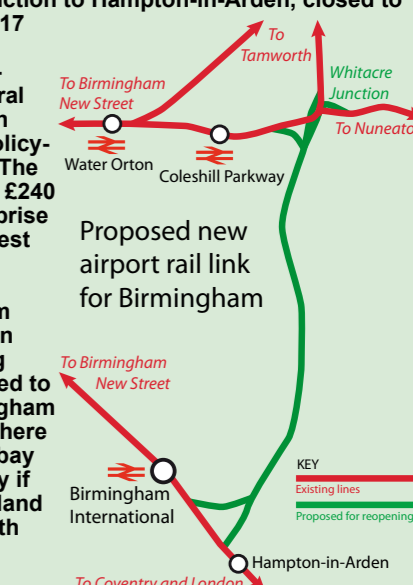 ction to Hampton-in-Arden, closed to
17
ral
n
olicy-
The
£240
prise
est
m
n
g
ed to
gham
here
bay
y if
land
th
To
Tamworth
Whitacre
Junction
To Birmingham
New Street
To Nuneato
Water Orton
Coleshill Parkway
Proposed new
airport rail link
for Birmingham
To Birmingham
New Street
KEY
Existing lines
Proposed for reopening
Birmingham
International
Hampton-in-Arden
To Coventry and London